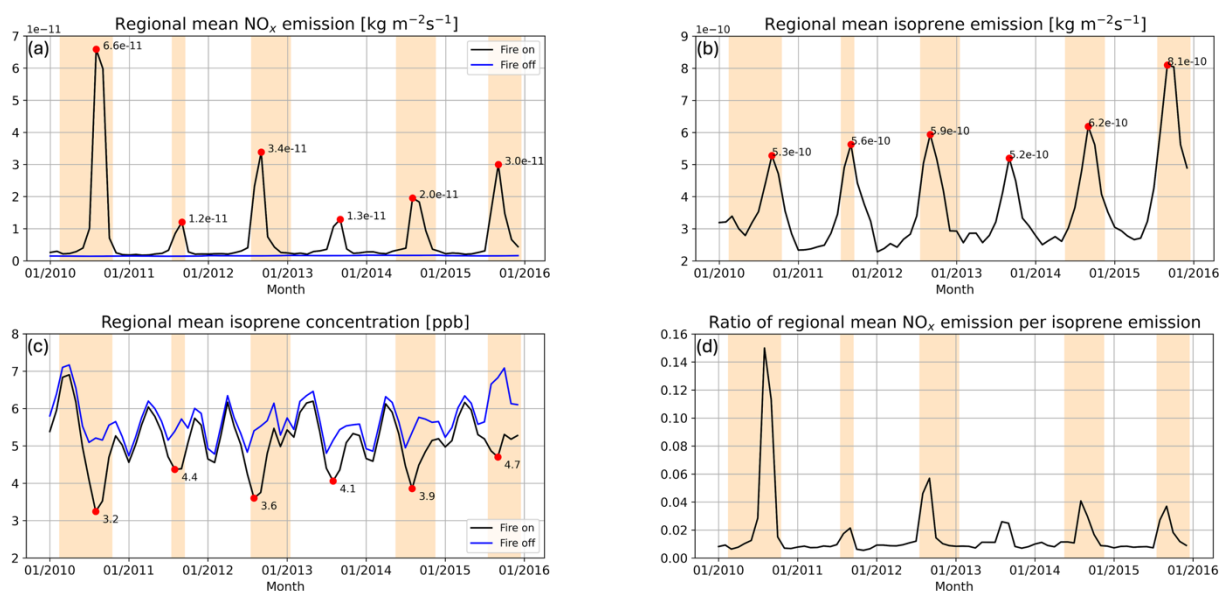 Regional mean NOₓ emission [kg m⁻²s⁻¹]
1e−11
(a)
7
6
5
4
3
2
1
0
6.6e-11
1.2e-11
3.4e-11
1.3e-11
2.0e-11
3.0e-11
Fire on
Fire off
01/2010 01/2011 01/2012 01/2013 01/2014 01/2015 01/2016
Month
Regional mean isoprene emission [kg m⁻²s⁻¹]
1e−10
(b)
9
8
7
6
5
4
3
2
5.3e-10
5.6e-10
5.9e-10
5.2e-10
6.2e-10
8.1e-10
01/2010 01/2011 01/2012 01/2013 01/2014 01/2015 01/2016
Month
Regional mean isoprene concentration [ppb]
(c)
8
7
6
5
4
3
2
3.2
4.4
3.6
4.1
3.9
4.7
Fire on
Fire off
01/2010 01/2011 01/2012 01/2013 01/2014 01/2015 01/2016
Month
Ratio of regional mean NOₓ emission per isoprene emission
(d)
0.16
0.14
0.12
0.10
0.08
0.06
0.04
0.02
0.00
01/2010 01/2011 01/2012 01/2013 01/2014 01/2015 01/2016
Month